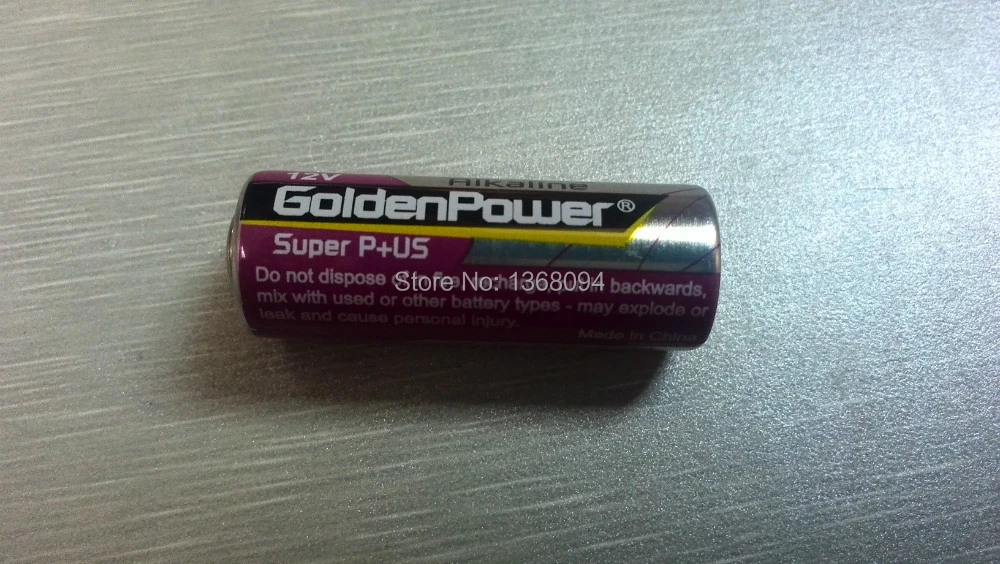 12V Alkaline
GoldenPower®
Super P+US
Do not dispose backwards,
mix with used or other battery types - may explode or
leak and cause personal injury.
Made in China
Store No: 1368094